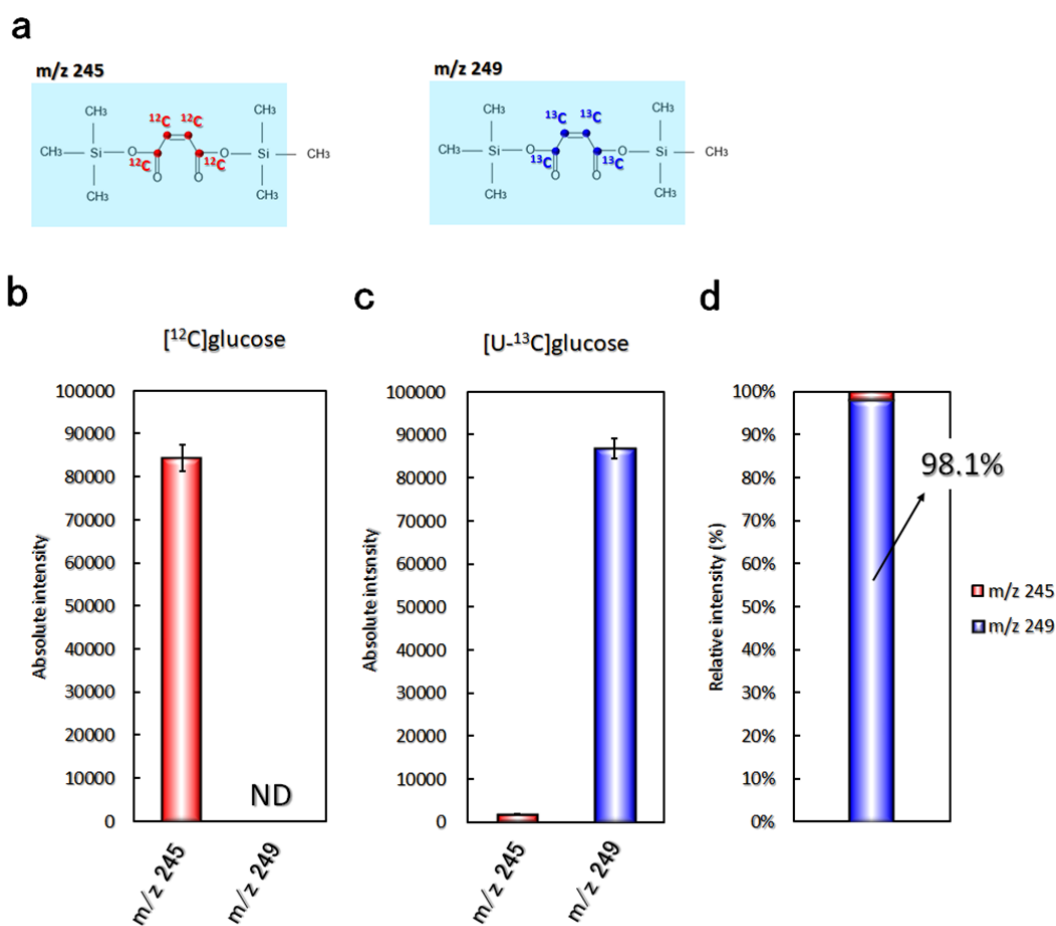 a
m/z 245
m/z 249
CH₃ CH₃ CH₃ CH₃
¹²C ¹²C ¹³C ¹³C
CH₃ Si O O Si CH₃ CH₃ Si O O Si CH₃
¹²C ¹²C ¹³C ¹³C
O O O O
CH₃ CH₃ CH₃ CH₃
b
[¹²C]glucose
Absolute intensity
100000
90000
80000
70000
60000
50000
40000
30000
20000
10000
0
ND
m/z 245
m/z 249
c
[U-¹³C]glucose
Absolute intsnsity
100000
90000
80000
70000
60000
50000
40000
30000
20000
10000
0
m/z 245
m/z 249
d
Relative intensity (%)
100%
90%
80%
70%
60%
50%
40%
30%
20%
10%
0%
98.1%
m/z 245
m/z 249